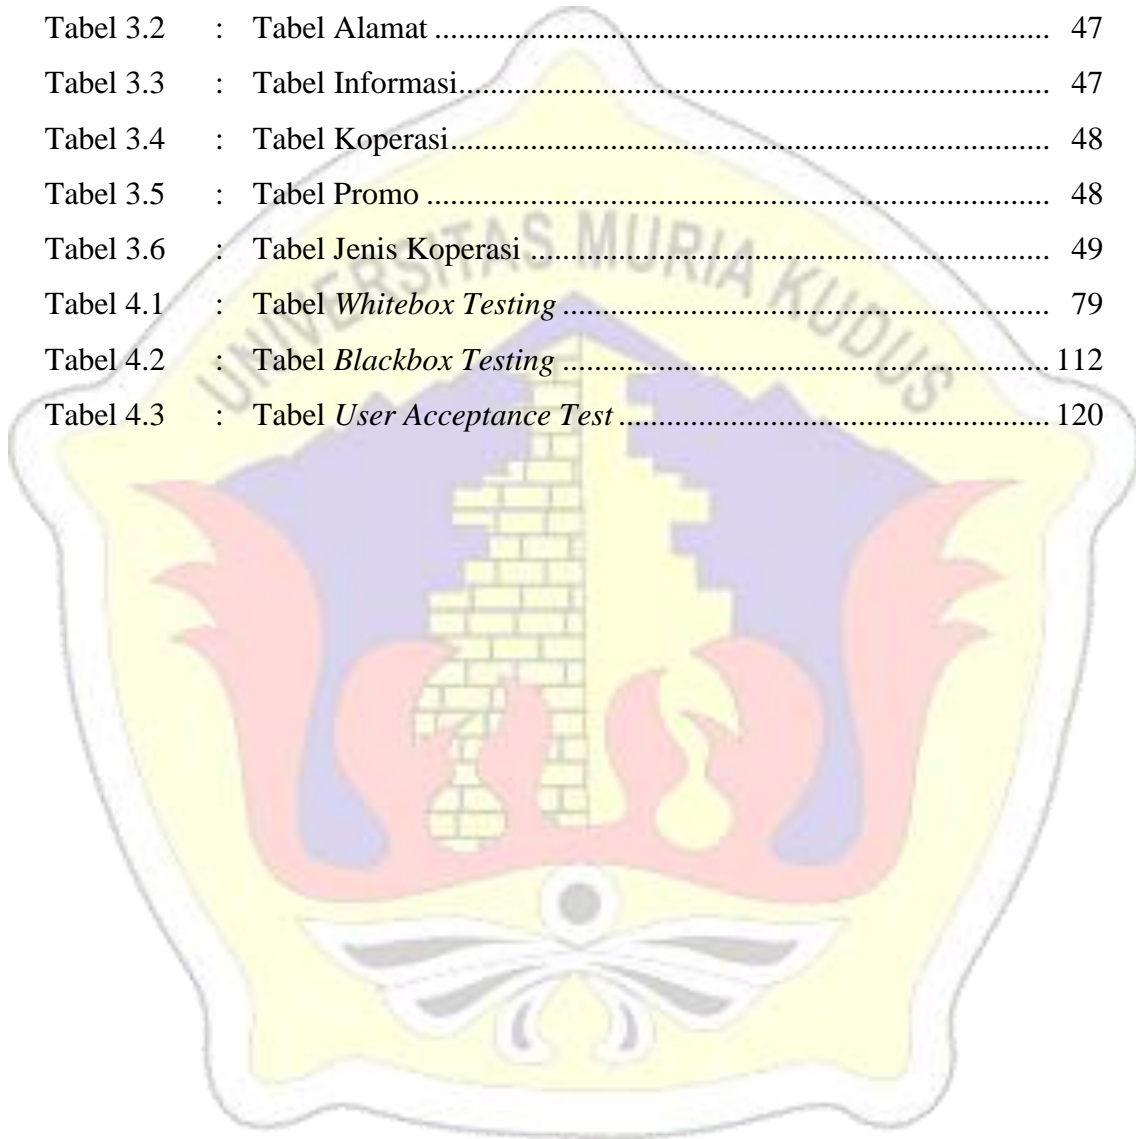 Tabel 3.2 : Tabel Alamat ........................................................................... 47
Tabel 3.3 : Tabel Informasi........................................................................ 47
Tabel 3.4 : Tabel Koperasi......................................................................... 48
Tabel 3.5 : Tabel Promo ............................................................................ 48
Tabel 3.6 : Tabel Jenis Koperasi ............................................................... 49
Tabel 4.1 : Tabel Whitebox Testing ........................................................... 79
Tabel 4.2 : Tabel Blackbox Testing ........................................................... 112
Tabel 4.3 : Tabel User Acceptance Test .................................................... 120
UNIVERSITAS MURIA KUDUS